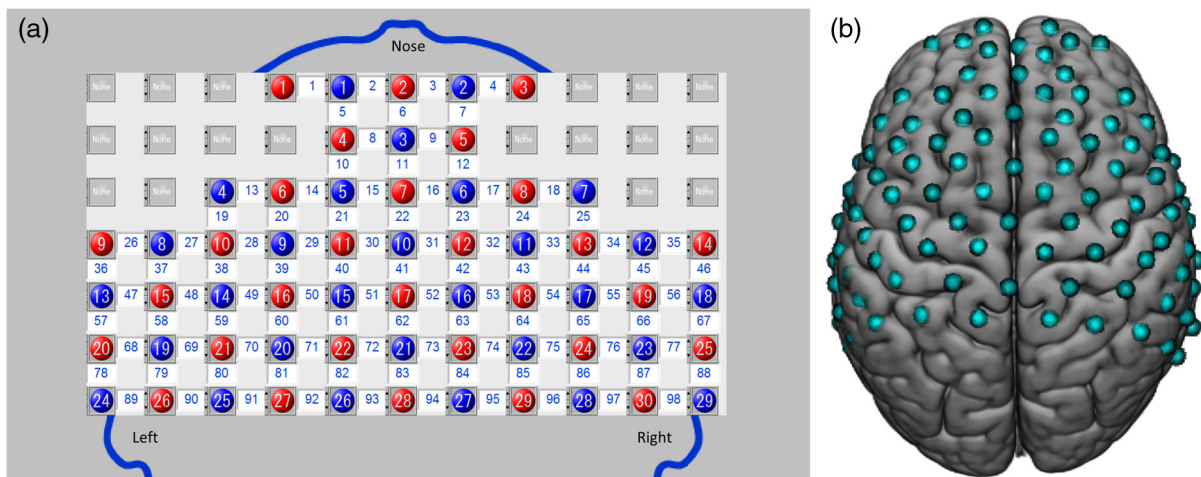 (a)
(b)
Nose
None None None 1 1 1 2 2 3 2 4 3 None None None
5 6 7
None None None None 4 8 3 9 5 None None None None
10 11 12
None None 4 13 6 14 5 15 7 16 6 17 8 18 7 None None
19 20 21 22 23 24 25
9 26 8 27 10 28 9 29 11 30 10 31 12 32 11 33 13 34 12 35 14
36 37 38 39 40 41 42 43 44 45 46
13 47 15 48 14 49 16 50 15 51 17 52 16 53 18 54 17 55 19 56 18
57 58 59 60 61 62 63 64 65 66 67
20 68 19 69 21 70 20 71 22 72 21 73 23 74 22 75 24 76 23 77 25
78 79 80 81 82 83 84 85 86 87 88
24 89 26 90 25 91 27 92 26 93 28 94 27 95 29 96 28 97 30 98 29
Left
Right